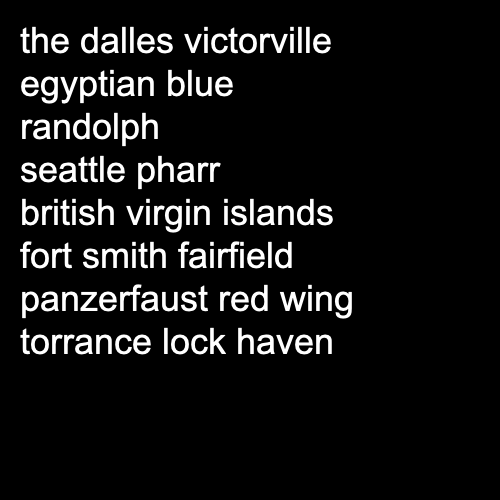 the dalles victorville
egyptian blue
randolph
seattle pharr
british virgin islands
fort smith fairfield
panzerfaust red wing
torrance lock haven